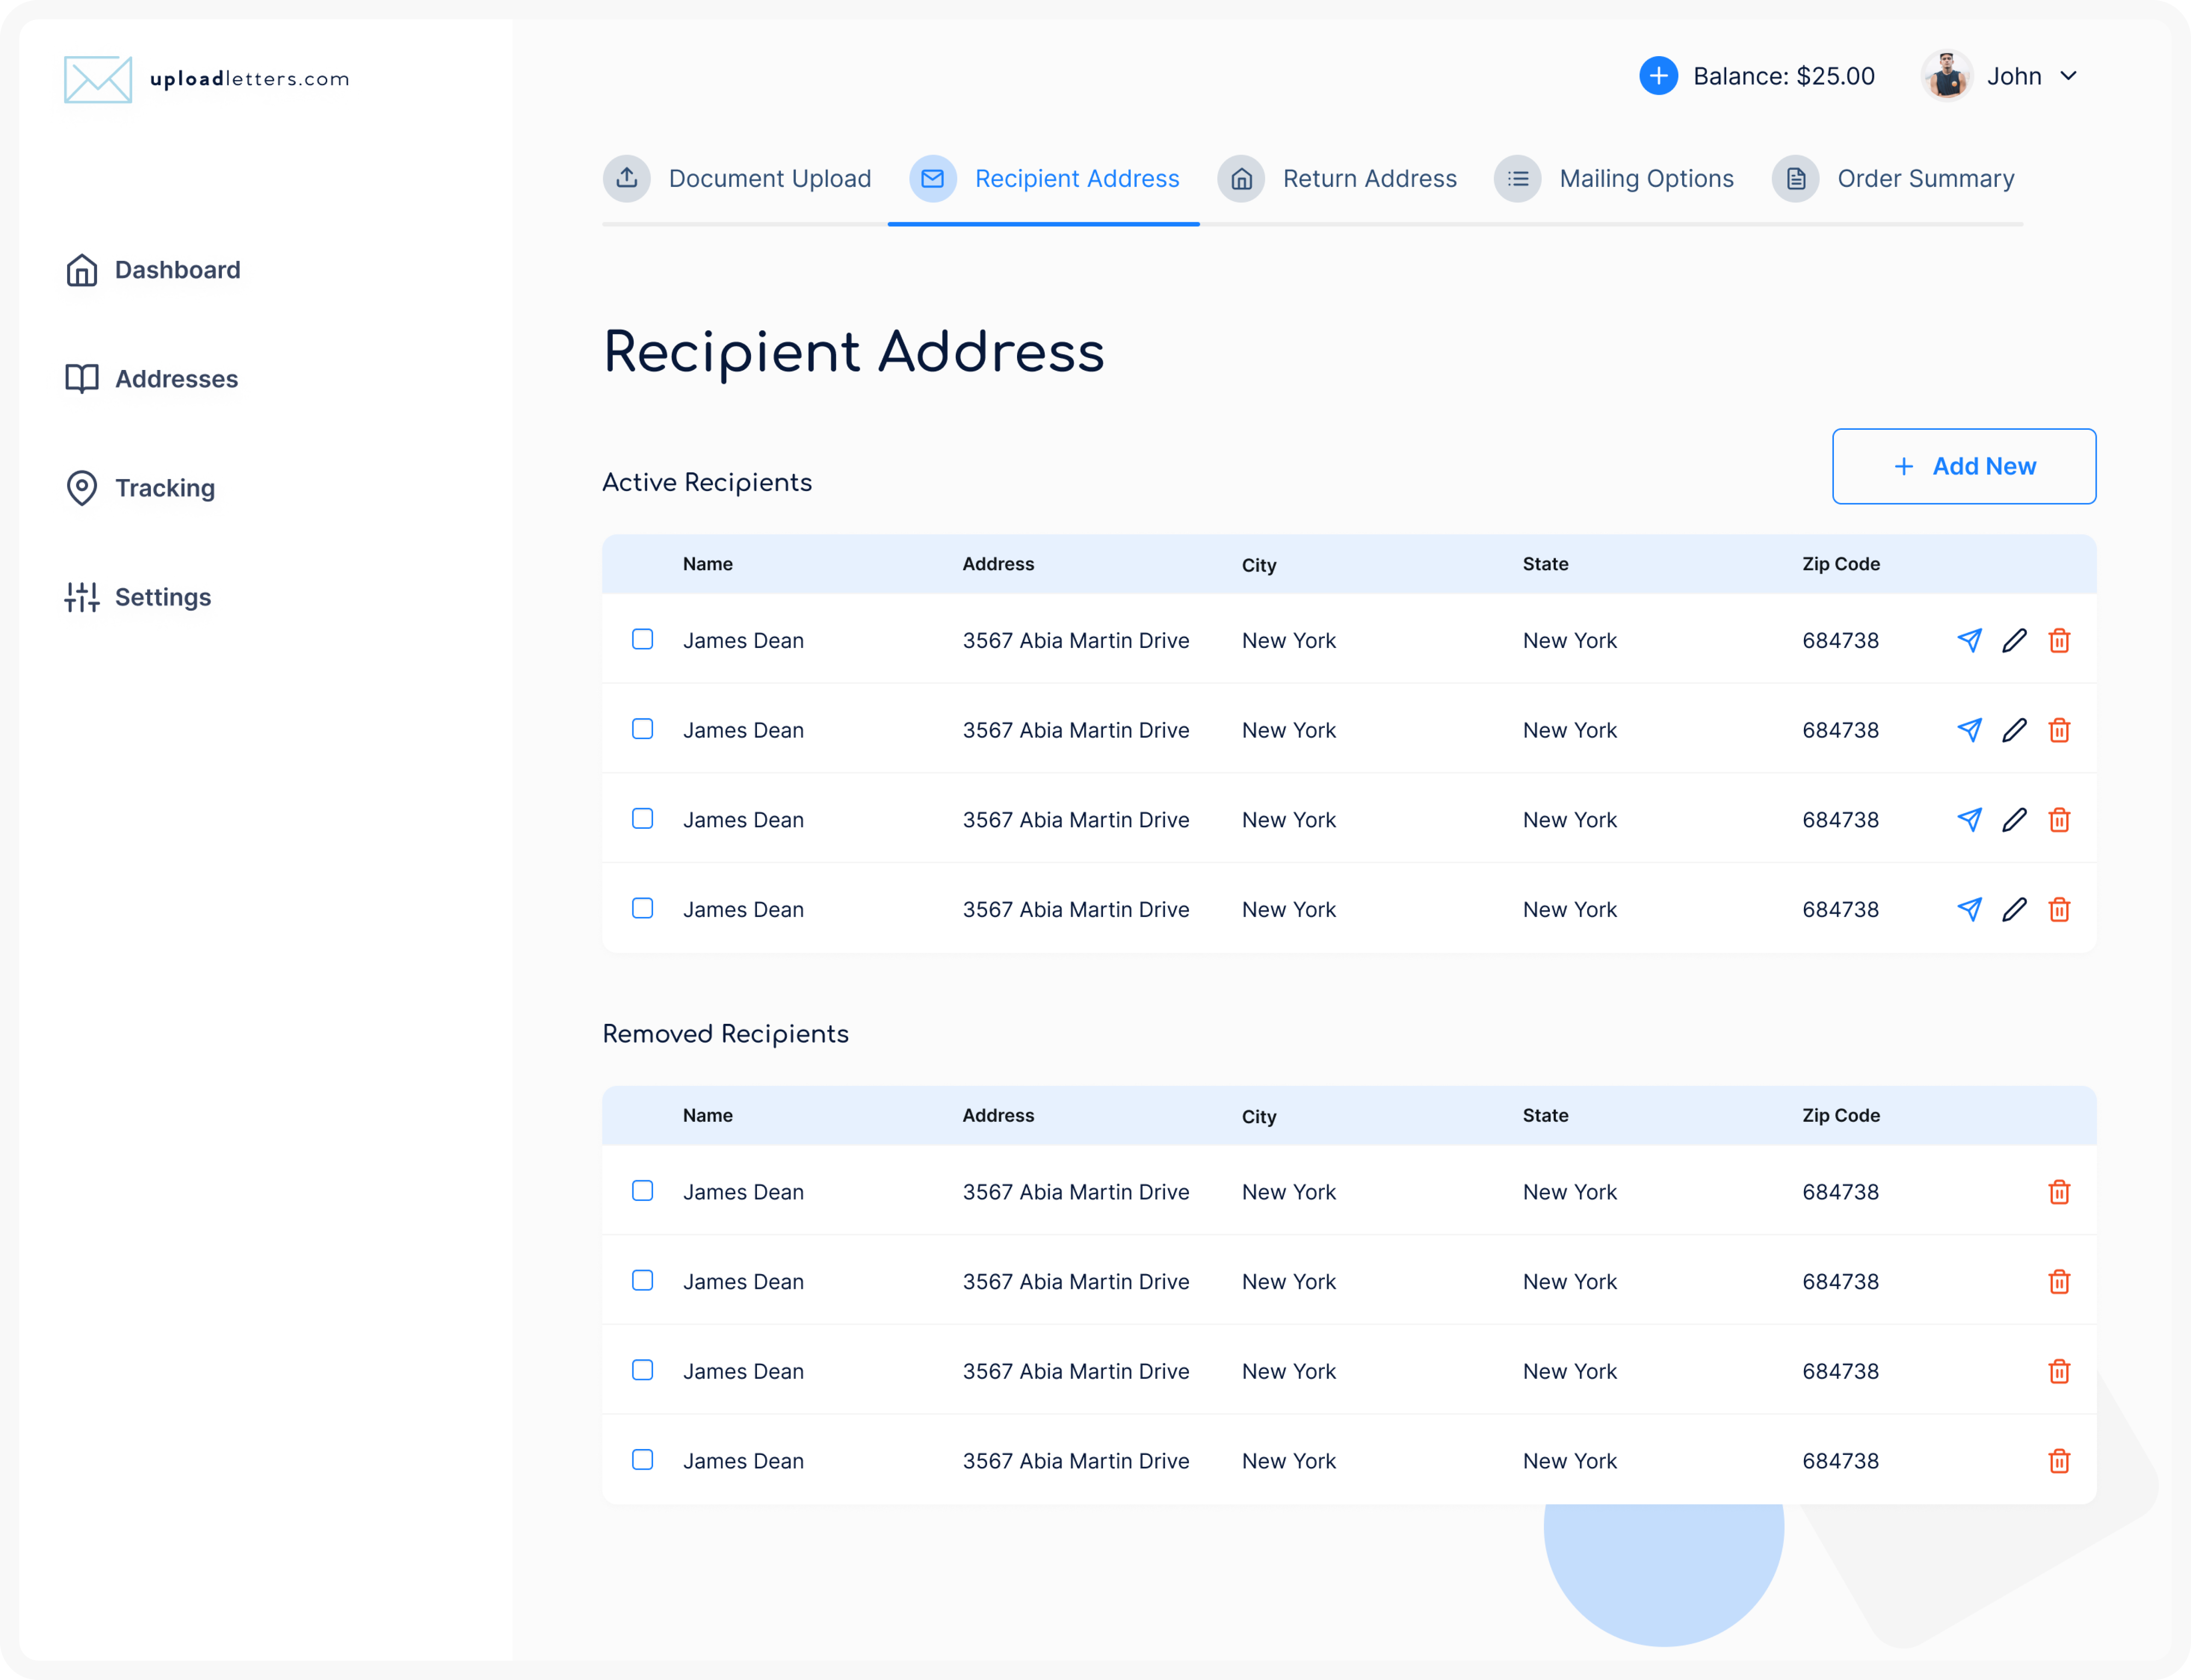 uploadletters.com
Balance: $25.00 John
Document Upload Recipient Address Return Address Mailing Options Order Summary
Dashboard
Addresses
Tracking
Settings
Recipient Address
Active Recipients
+ Add New
Name Address City State Zip Code
James Dean 3567 Abia Martin Drive New York New York 684738
James Dean 3567 Abia Martin Drive New York New York 684738
James Dean 3567 Abia Martin Drive New York New York 684738
James Dean 3567 Abia Martin Drive New York New York 684738
Removed Recipients
Name Address City State Zip Code
James Dean 3567 Abia Martin Drive New York New York 684738
James Dean 3567 Abia Martin Drive New York New York 684738
James Dean 3567 Abia Martin Drive New York New York 684738
James Dean 3567 Abia Martin Drive New York New York 684738